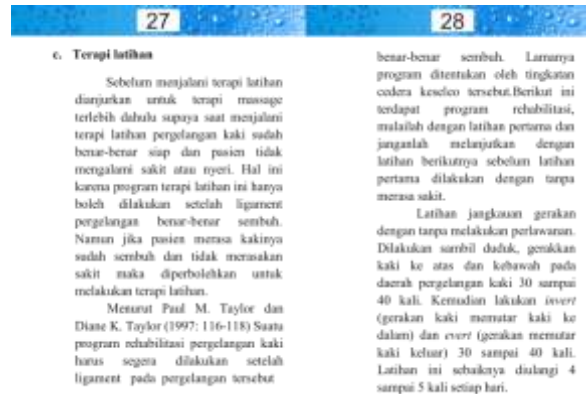 27
c. Terapi latihan
Sebelum menjalani terapi latihan
dianjurkan untuk terapi massage
terlebih dahulu supaya saat menjalani
terapi latihan pergelangan kaki sudah
benar-benar siap dan pasien tidak
mengalami sakit atau nyeri. Hal ini
karena program terapi latihan ini hanya
boleh dilakukan setelah ligament
pergelangan benar-benar sembuh.
Namun jika pasien merasa kakinya
sudah sembuh dan tidak merasakan
sakit maka diperbolehkan untuk
melakukan terapi latihan.
Menurut Paul M. Taylor dan
Diane K. Taylor (1997: 116-118) Suatu
program rehabilitasi pergelangan kaki
harus segera dilakukan setelah
ligament pada pergelangan tersebut
28
benar-benar sembuh. Lamanya
program ditentukan oleh tingkatan
cedera keseleo tersebut.Berikut ini
terdapat program rehabilitasi,
mulailah dengan latihan pertama dan
janganlah melanjutkan dengan
latihan berikutnya sebelum latihan
pertama dilakukan dengan tanpa
merasa sakit.
Latihan jangkauan gerakan
dengan tanpa melakukan perlawanan.
Dilakukan sambil duduk, gerakkan
kaki ke atas dan kebawah pada
daerah pergelangan kaki 30 sampai
40 kali. Kemudian lakukan invert
(gerakan kaki memutar kaki ke
dalam) dan evert (gerakan memutar
kaki keluar) 30 sampai 40 kali.
Latihan ini sebaiknya diulangi 4
sampai 5 kali setiap hari.